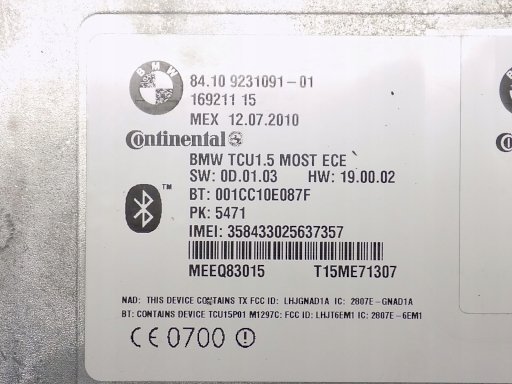 BMW
84.10 9231091-01
169211 15
MEX 12.07.2010
Continental
BMW TCU1.5 MOST ECE
SW: 0D.01.03 HW: 19.00.02
BT: 001CC10E087F
™
PK: 5471
IMEI: 358433025637357
MEEQ83015 T15ME71307
NAD: THIS DEVICE CONTAINS TX FCC ID: LHJGNAD1A IC: 2807E-GNAD1A
BT: CONTAINS DEVICE TCU15P01 M1297C: FCC ID: LHJT6EM1 IC: 2807E-6EM1
CE 0700